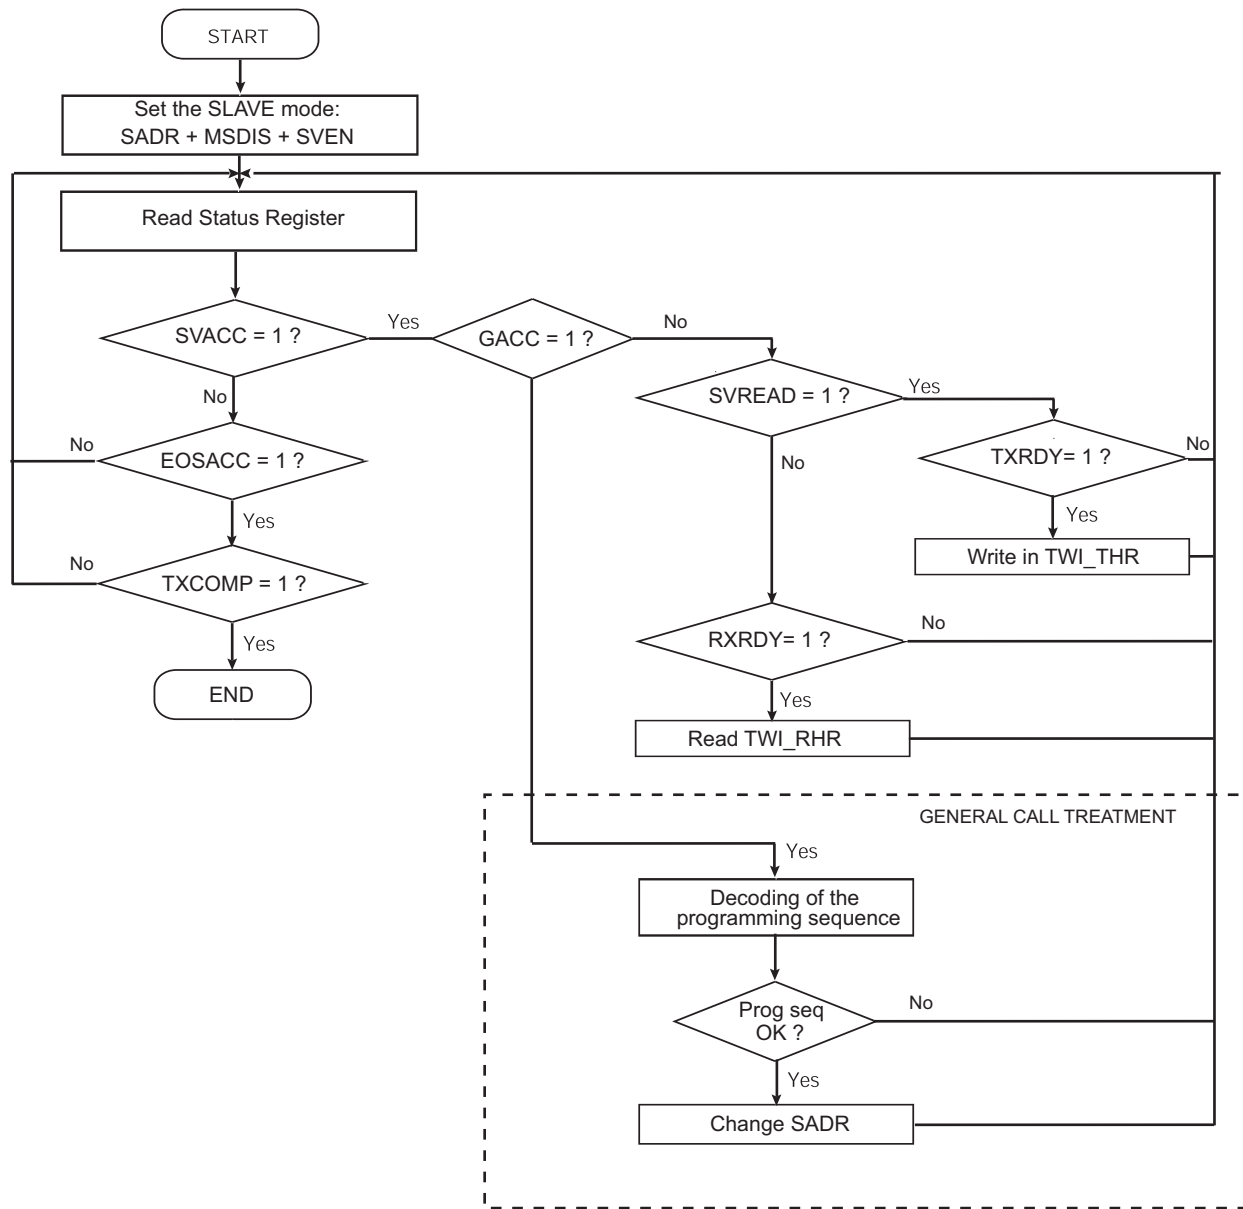 START
Set the SLAVE mode:
SADR + MSDIS + SVEN
Read Status Register
SVACC = 1 ?
Yes
GACC = 1 ?
No
SVREAD = 1 ?
Yes
No
EOSACC = 1 ?
No
TXRDY= 1 ?
No
No
Yes
Yes
Write in TWI_THR
TXCOMP = 1 ?
No
Yes
RXRDY= 1 ?
No
END
Yes
Read TWI_RHR
GENERAL CALL TREATMENT
Yes
Decoding of the
programming sequence
Prog seq
OK ?
No
Yes
Change SADR